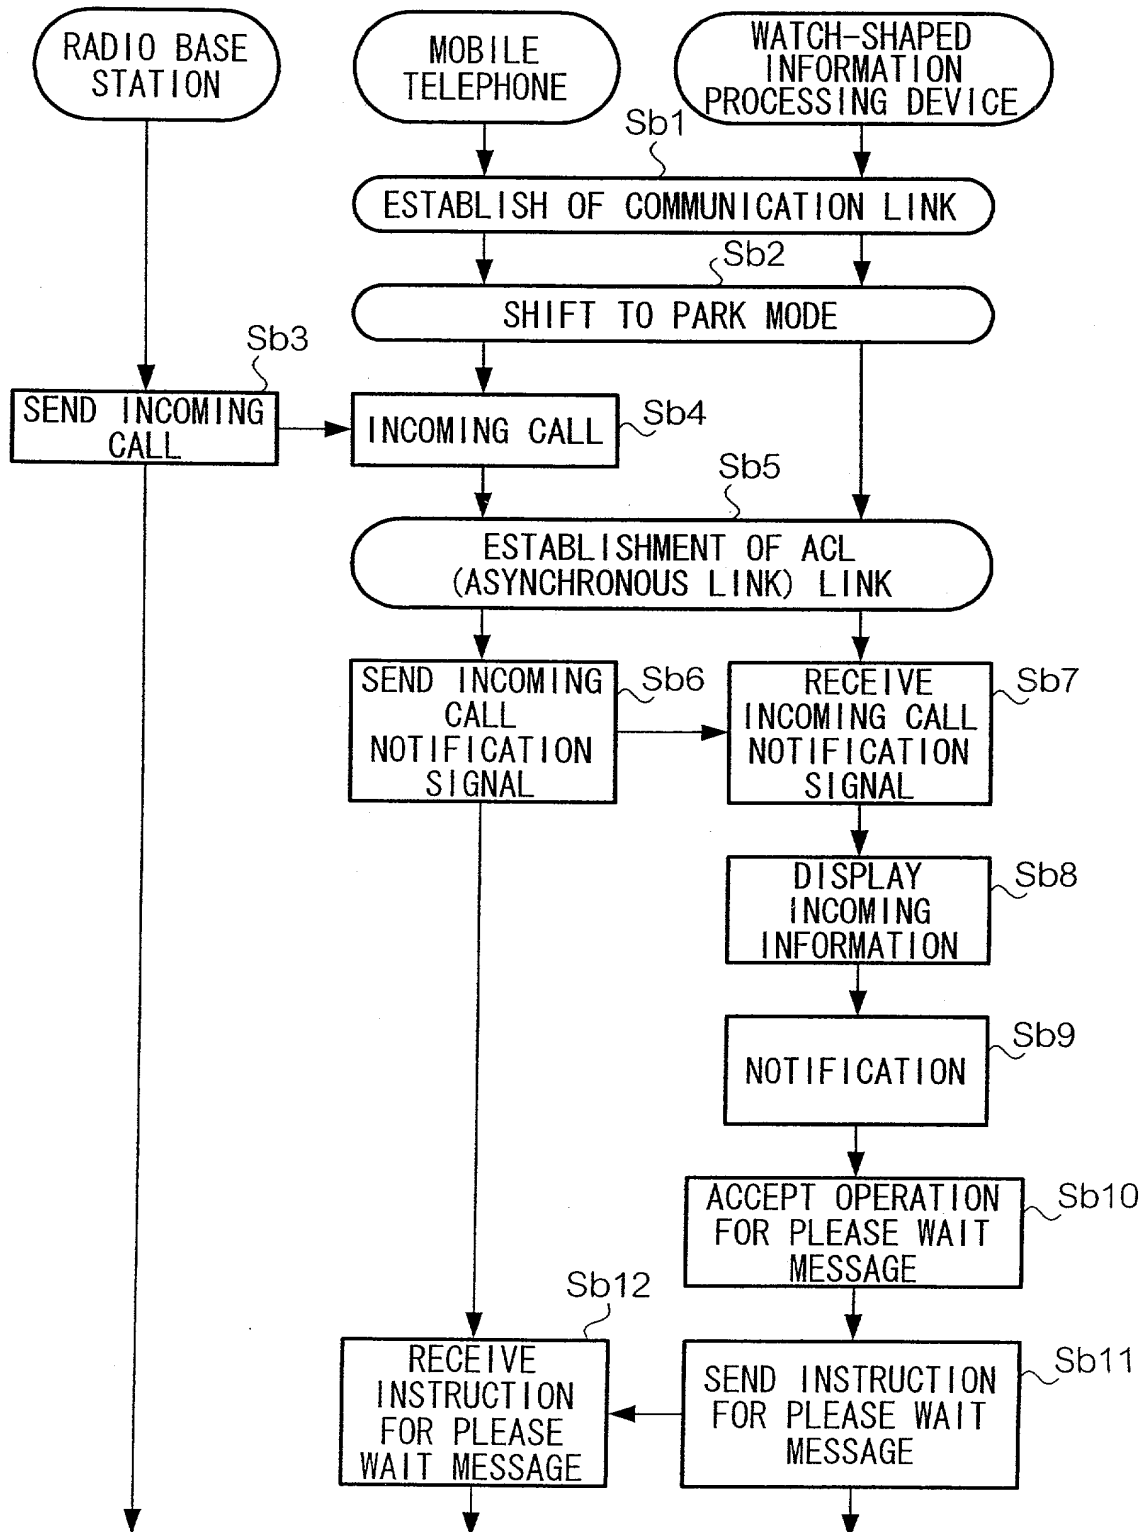 RADIO BASE
STATION
MOBILE
TELEPHONE
WATCH-SHAPED
INFORMATION
PROCESSING DEVICE
Sb1
ESTABLISH OF COMMUNICATION LINK
Sb2
SHIFT TO PARK MODE
Sb3
SEND INCOMING
CALL
INCOMING CALL
Sb4
Sb5
ESTABLISHMENT OF ACL
(ASYNCHRONOUS LINK) LINK
SEND INCOMING
CALL
NOTIFICATION
SIGNAL
Sb6
RECEIVE
INCOMING CALL
NOTIFICATION
SIGNAL
Sb7
DISPLAY
INCOMING
INFORMATION
Sb8
NOTIFICATION
Sb9
ACCEPT OPERATION
FOR PLEASE WAIT
MESSAGE
Sb10
Sb12
RECEIVE
INSTRUCTION
FOR PLEASE
WAIT MESSAGE
SEND INSTRUCTION
FOR PLEASE WAIT
MESSAGE
Sb11